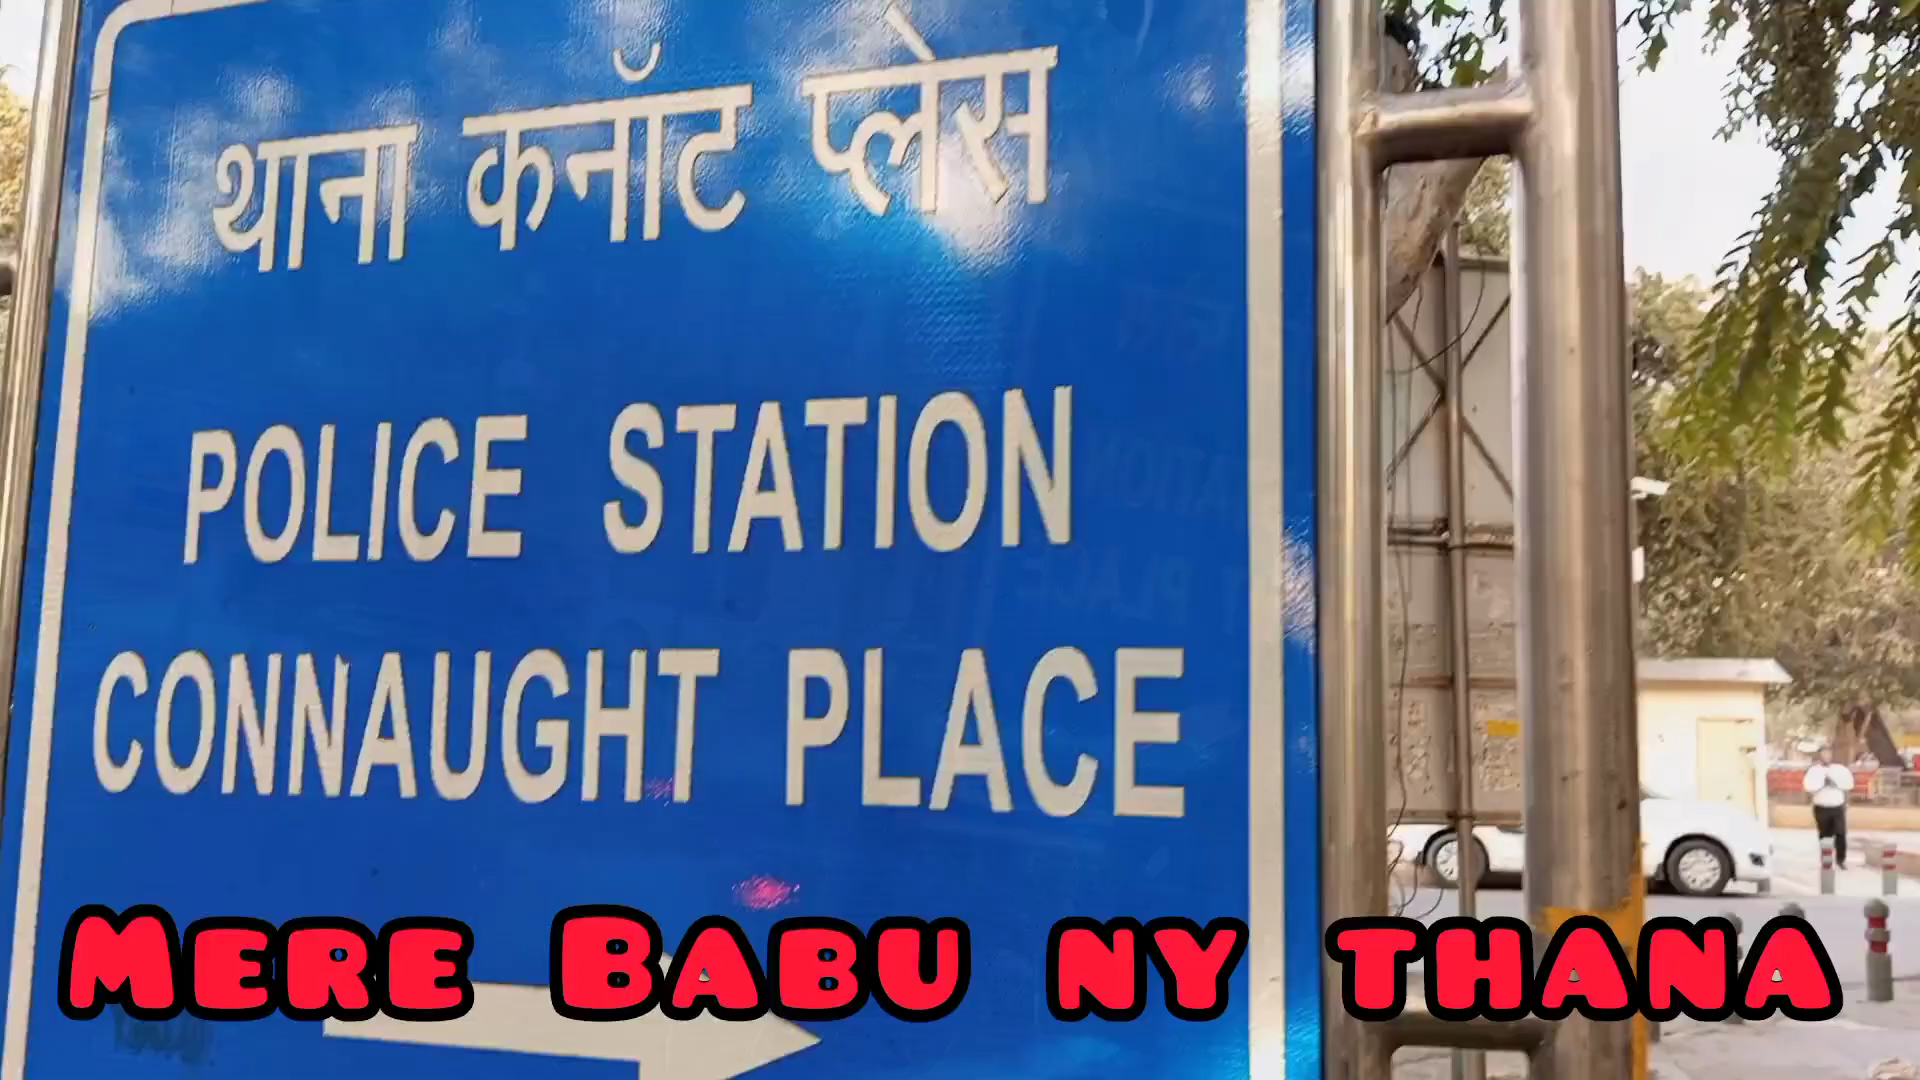 थाना कनॉट प्लेस
POLICE STATION
CONNAUGHT PLACE
MERE BABU NY THANA